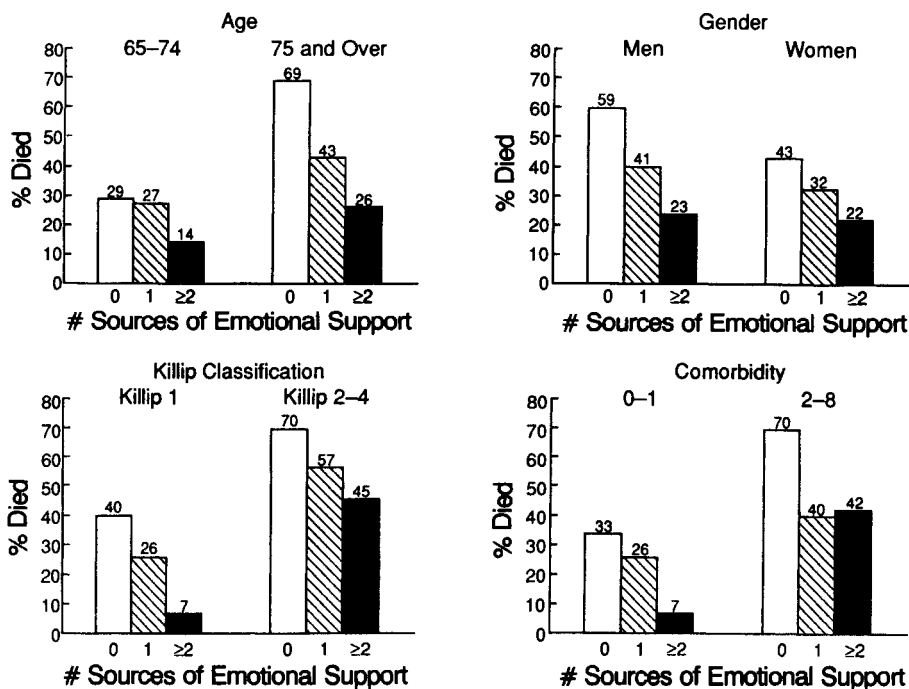 Age
65–74 75 and Over
80
70
60
50
40
30
20
10
0
% Died
29 27 14 69 43 26
0 1 ≥2 0 1 ≥2
# Sources of Emotional Support
Gender
Men Women
80
70
60
50
40
30
20
10
0
% Died
59 41 23 43 32 22
0 1 ≥2 0 1 ≥2
# Sources of Emotional Support
Killip Classification
Killip 1 Killip 2–4
80
70
60
50
40
30
20
10
0
% Died
40 26 7 70 57 45
0 1 ≥2 0 1 ≥2
# Sources of Emotional Support
Comorbidity
0–1 2–8
80
70
60
50
40
30
20
10
0
% Died
33 26 7 70 40 42
0 1 ≥2 0 1 ≥2
# Sources of Emotional Support